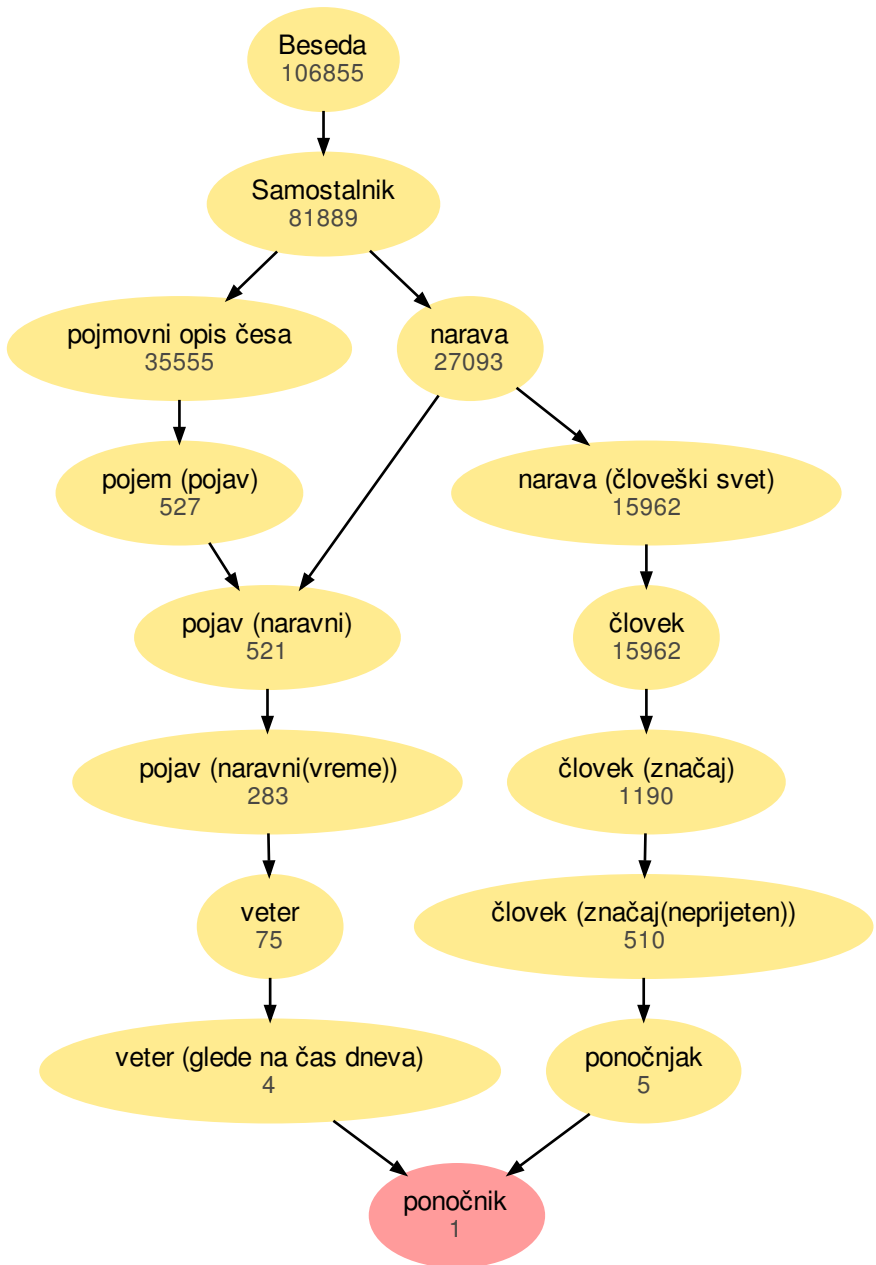 Beseda
106855
Samostalnik
81889
pojmovni opis česa
35555
narava
27093
pojem (pojav)
527
narava (človeški svet)
15962
pojav (naravni)
521
človek
15962
pojav (naravni(vreme))
283
človek (značaj)
1190
veter
75
človek (značaj(neprijeten))
510
veter (glede na čas dneva)
4
ponočnjak
5
ponočnik
1